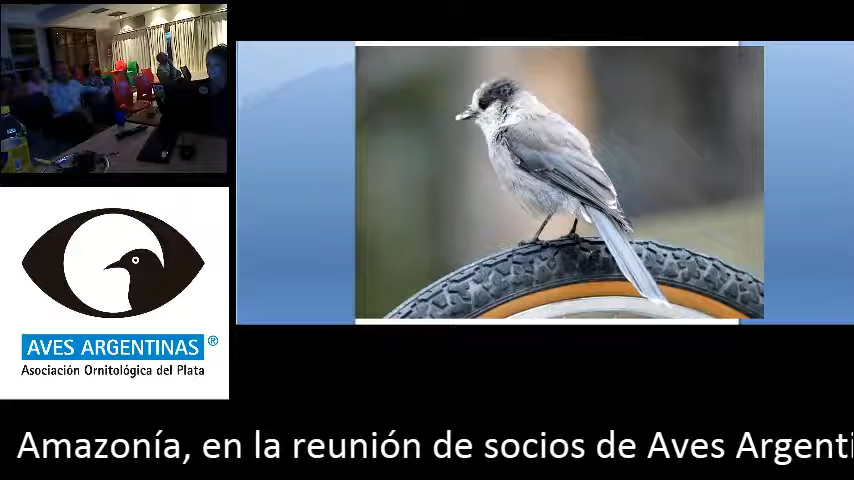 AVES ARGENTINAS ®
Asociación Ornitológica del Plata
Amazonía, en la reunión de socios de Aves Argenti